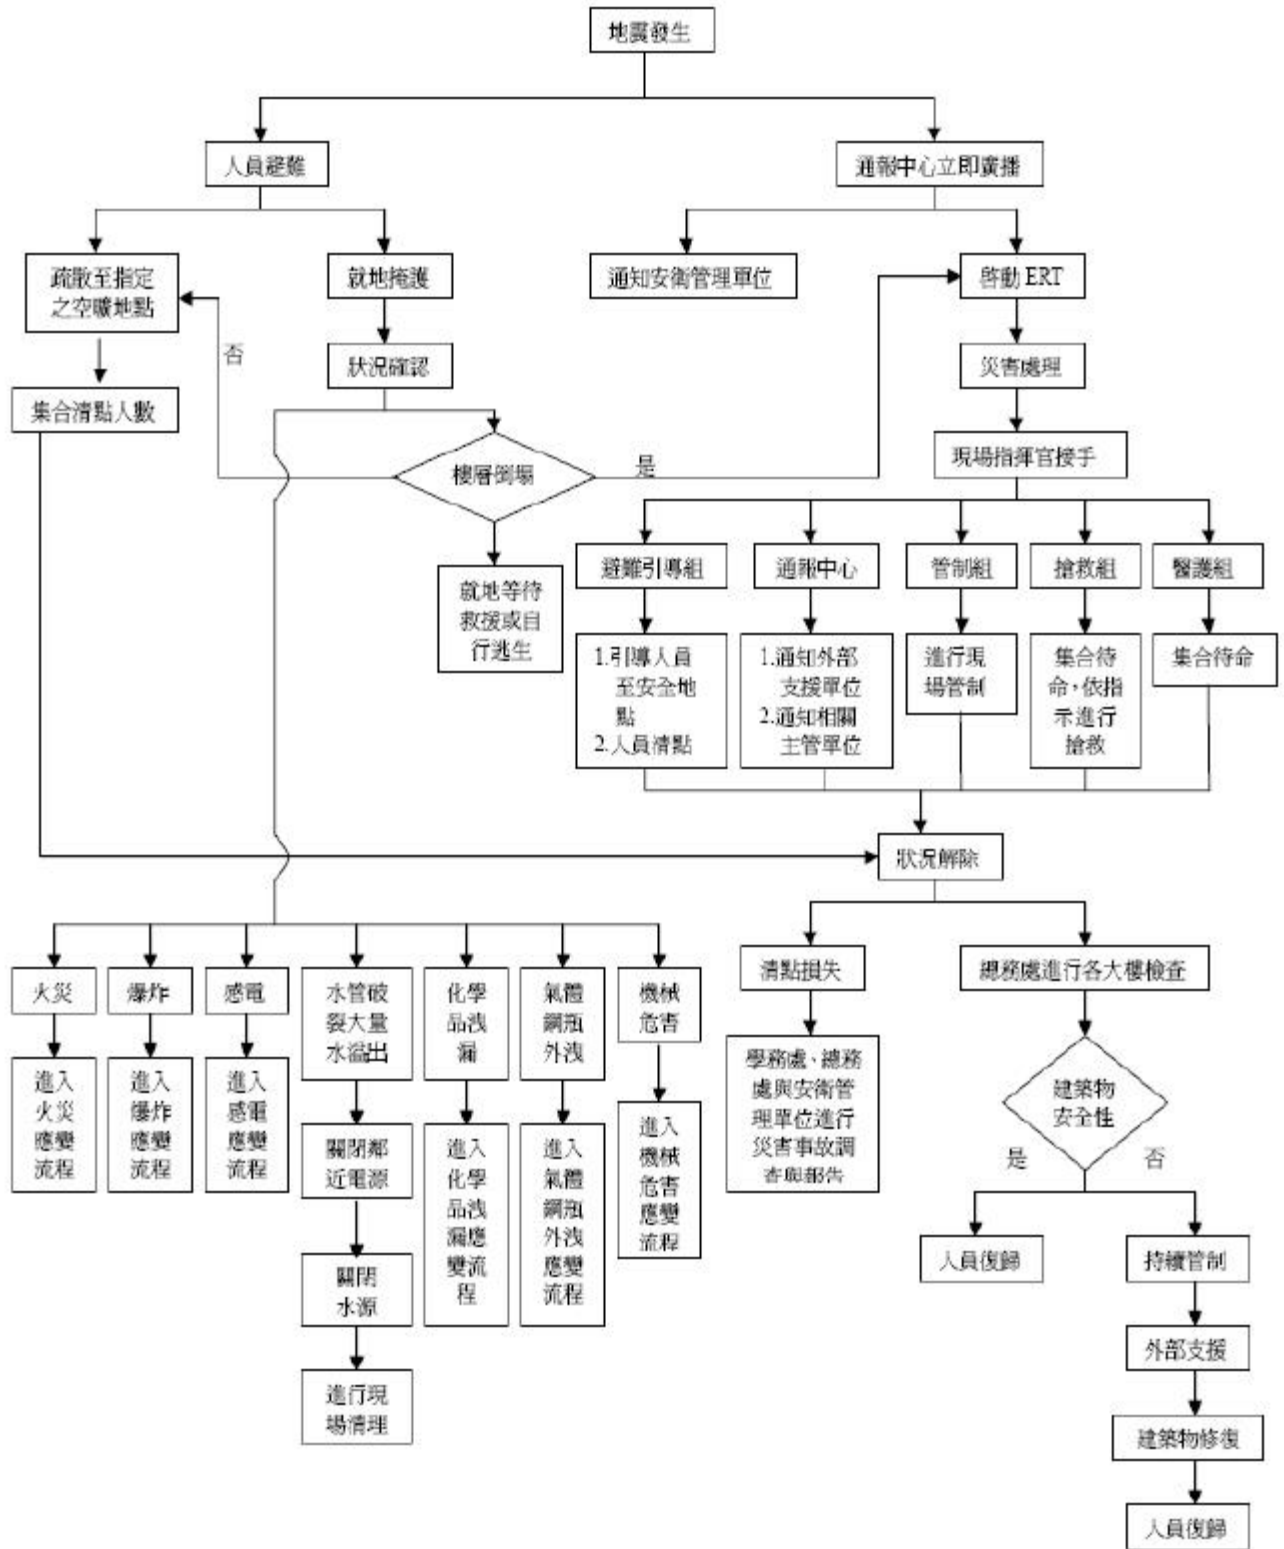 地震發生
人員避難
通報中心立即廣播
疏散至指定
之空曠地點
就地掩護
通知安衛管理單位
啓動 ERT
否
狀況確認
災害處理
集合清點人數
樓層倒塌
是
現場指揮官接手
避難引導組
通報中心
管制組
搶救組
醫護組
就地等待
救援或自
行逃生
1.引導人員
至安全地
點
2.人員清點
1.通知外部
支援單位
2.通知相關
主管單位
進行現
場管制
集合待
命，依指
示進行
搶救
集合待命
狀況解除
火災
爆炸
感電
水管破
裂大量
水溢出
化學
品洩
漏
氣體
鋼瓶
外洩
機械
危害
清點損失
總務處進行各大樓檢查
進入
火災
應變
流程
進入
爆炸
應變
流程
進入
感電
應變
流程
關閉鄰
近電源
進入
化學
品洩
漏應
變流
程
進入
氣體
鋼瓶
外洩
應變
流程
進入
機械
危害
應變
流程
學務處、總務
處與安衛管
理單位進行
災害事故調
查與報告
建築物
安全性
是
否
關閉
水源
人員復歸
持續管制
進行現
場清理
外部支援
建築物修復
人員復歸